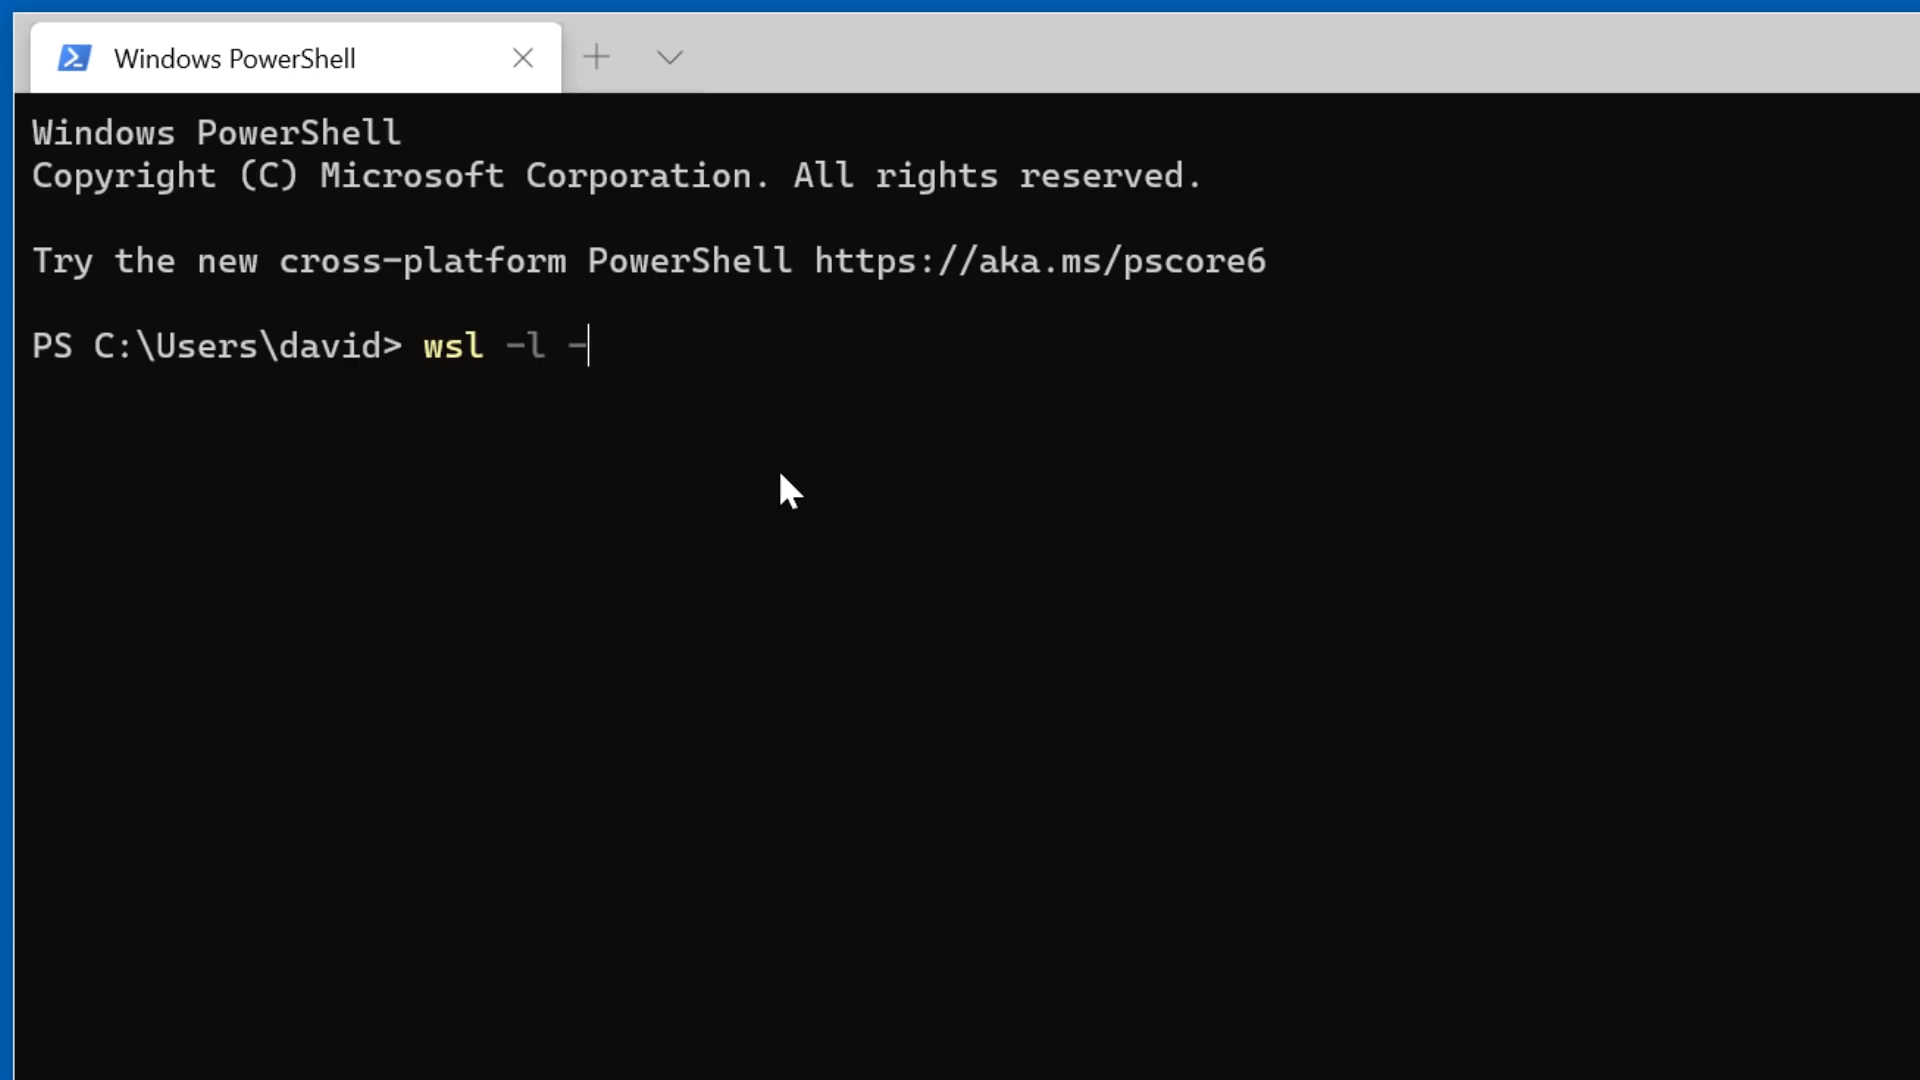 Windows PowerShell
Windows PowerShell
Copyright (C) Microsoft Corporation. All rights reserved.
Try the new cross-platform PowerShell https://aka.ms/pscore6
PS C:\Users\david> wsl -l -